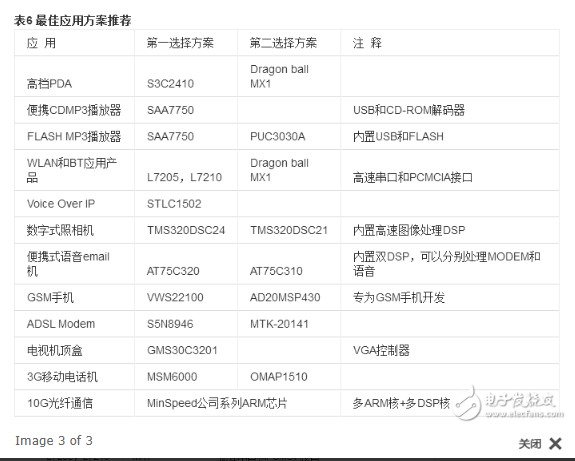 表6 最佳应用方案推荐
应 用 第一选择方案 第二选择方案 注 释
高档PDA S3C2410 Dragon ball MX1
便携CDMP3播放器 SAA7750 USB和CD-ROM解码器
FLASH MP3播放器 SAA7750 PUC3030A 内置USB和FLASH
WLAN和BT应用产品 L7205，L7210 Dragon ball MX1 高速串口和PCMCIA接口
Voice Over IP STLC1502
数字式照相机 TMS320DSC24 TMS320DSC21 内置高速图像处理DSP
便携式语音email机 AT75C320 AT75C310 内置双DSP，可以分别处理MODEM和语音
GSM手机 VWS22100 AD20MSP430 专为GSM手机开发
ADSL Modem S5N8946 MTK-20141
电视机顶盒 GMS30C3201 VGA控制器
3G移动电话机 MSM6000 OMAP1510
10G光纤通信 MinSpeed公司系列ARM芯片 多ARM核+多DSP核
电子发烧友
www.elecfans.com
Image 3 of 3
关闭 X